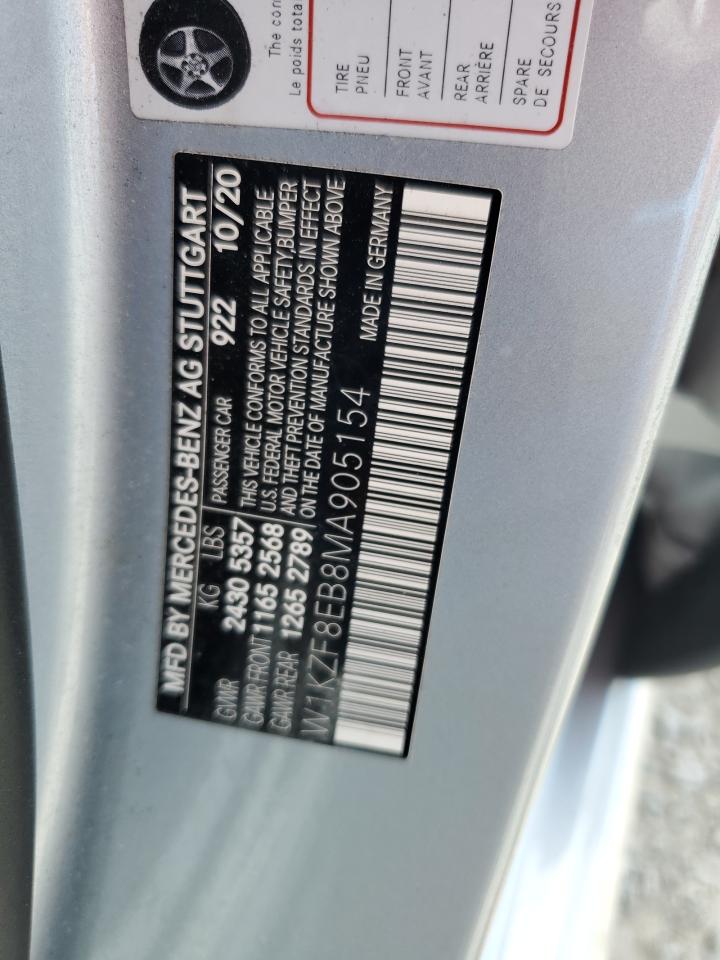 The con
Le poids tota
TIRE
PNEU
FRONT
AVANT
REAR
ARRIÈRE
SPARE
DE SECOURS
MFD BY MERCEDES-BENZ AG STUTTGART
KG LBS PASSENGER CAR 922 10/20
GVWR 2430 5357 THIS VEHICLE CONFORMS TO ALL APPLICABLE
GAWR FRONT 1165 2568 U.S. FEDERAL MOTOR VEHICLE SAFETY BUMPER
GAWR REAR 1265 2789 AND THEFT PREVENTION STANDARDS IN EFFECT
ON THE DATE OF MANUFACTURE SHOWN ABOVE
W1KZF8EB8MA905154 MADE IN GERMANY